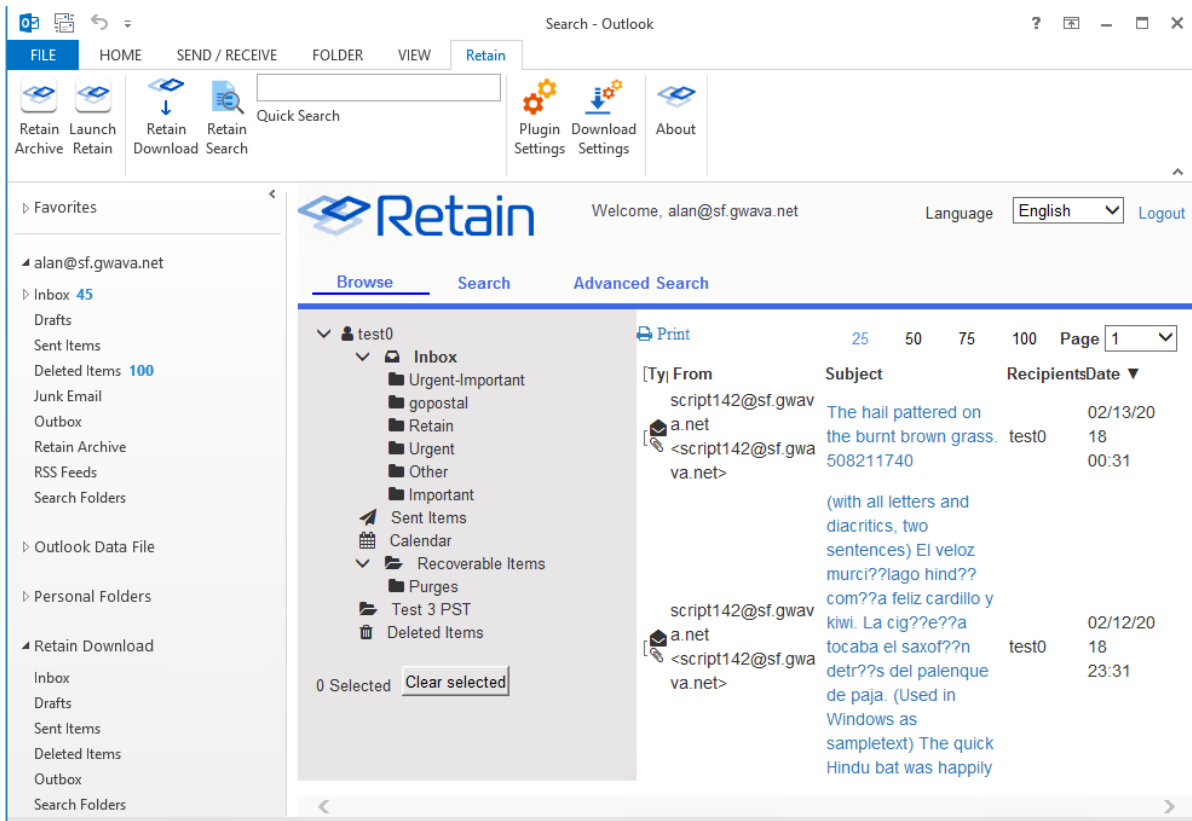 Search - Outlook
?
FILE HOME SEND / RECEIVE FOLDER VIEW Retain
Retain Archive
Launch Retain
Retain Download
Retain Search
Quick Search
Plugin Settings
Download Settings
About
Favorites
alan@sf.gwava.net
Inbox 45
Drafts
Sent Items
Deleted Items 100
Junk Email
Outbox
Retain Archive
RSS Feeds
Search Folders
Outlook Data File
Personal Folders
Retain Download
Inbox
Drafts
Sent Items
Deleted Items
Outbox
Search Folders
Retain
Welcome, alan@sf.gwava.net
Language English Logout
Browse Search Advanced Search
test0
Inbox
Urgent-Important
gopostal
Retain
Urgent
Other
Important
Sent Items
Calendar
Recoverable Items
Purges
Test 3 PST
Deleted Items
0 Selected Clear selected
Print 25 50 75 100 Page 1
[Ty From Subject Recipients Date ▼
script142@sf.gwav
a.net
<script142@sf.gwa
va.net>
The hail pattered on
the burnt brown grass.
508211740
test0
02/13/20
18
00:31
script142@sf.gwav
a.net
<script142@sf.gwa
va.net>
(with all letters and
diacritics, two
sentences) El veloz
murci??lago hind??
com??a feliz cardillo y
kiwi. La cig??e??a
tocaba el saxof??n
detr??s del palenque
de paja. (Used in
Windows as
sampletext) The quick
Hindu bat was happily
test0
02/12/20
18
23:31